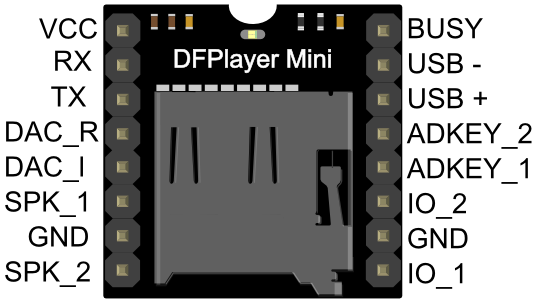 VCC
RX
TX
DAC_R
DAC_I
SPK_1
GND
SPK_2
DFPlayer Mini
BUSY
USB -
USB +
ADKEY_2
ADKEY_1
IO_2
GND
IO_1